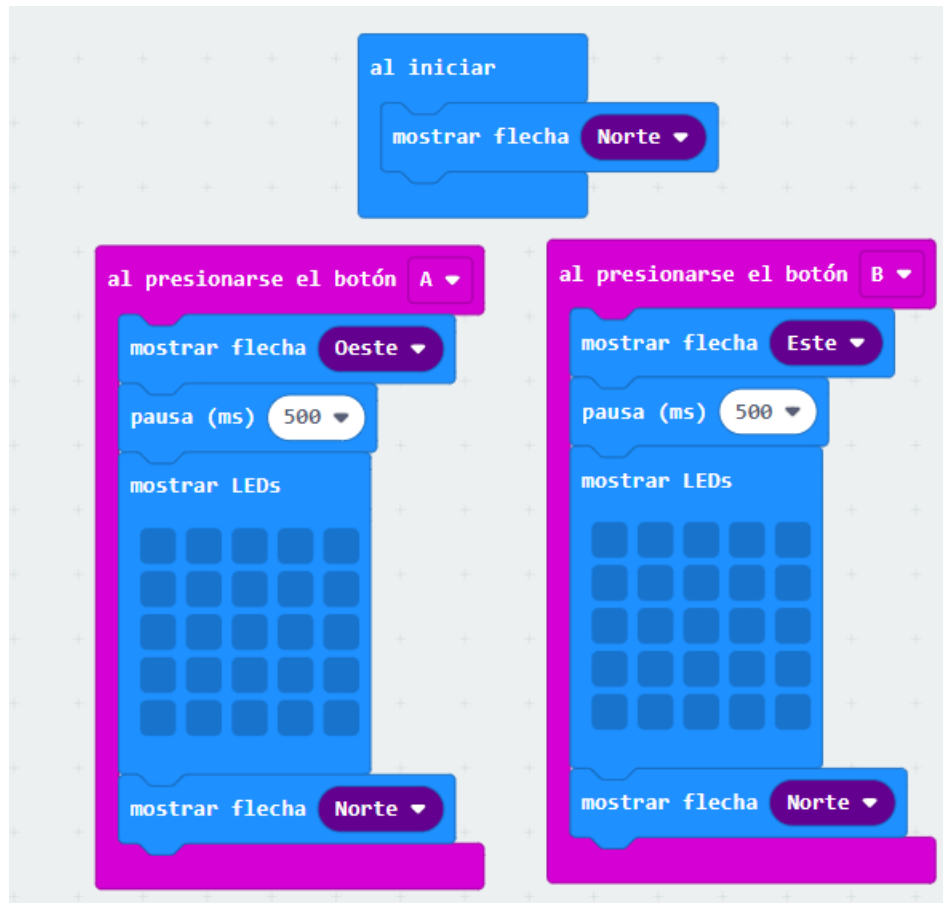 al iniciar
mostrar flecha Norte
al presionarse el botón A
mostrar flecha Oeste
pausa (ms) 500
mostrar LEDs
mostrar flecha Norte
al presionarse el botón B
mostrar flecha Este
pausa (ms) 500
mostrar LEDs
mostrar flecha Norte